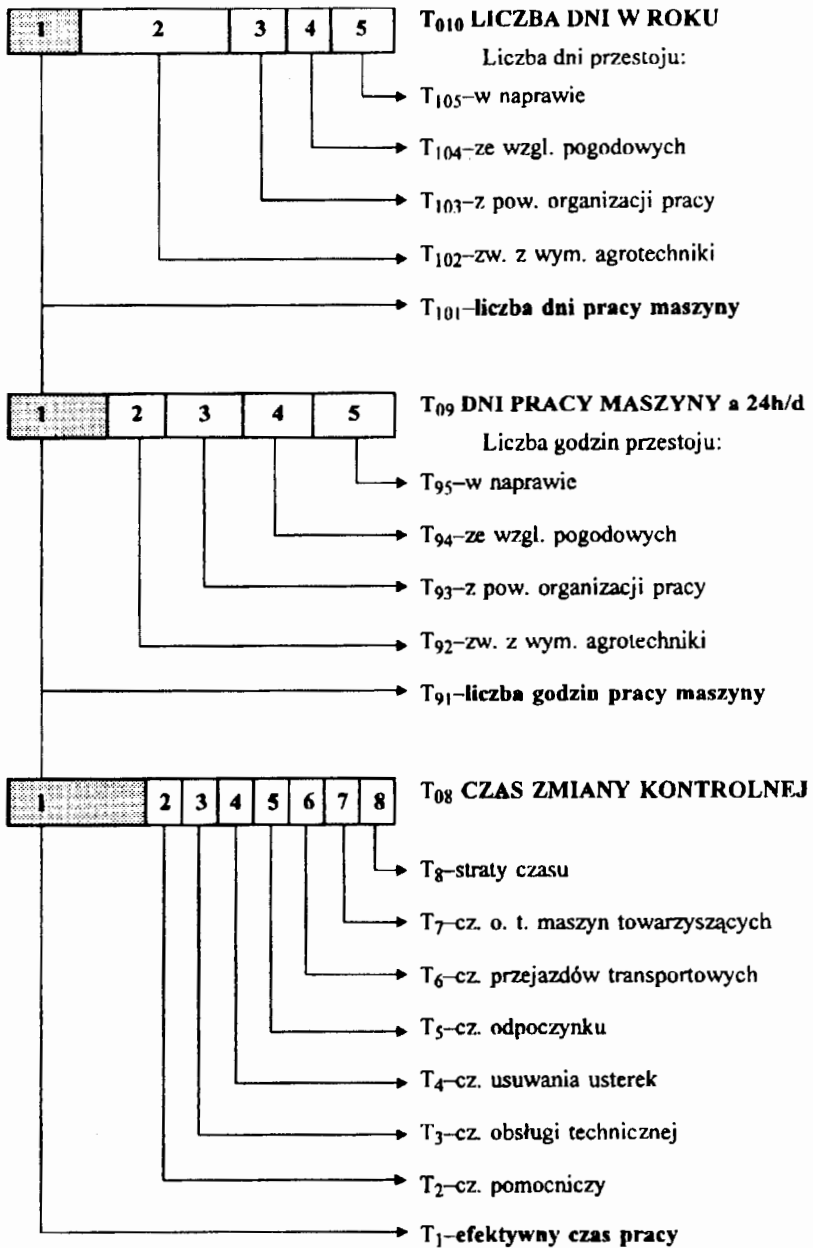 1 2 3 4 5 T₀₁₀ LICZBA DNI W ROKU
Liczba dni przestoju:
T₁₀₅–w naprawie
T₁₀₄–ze wzgl. pogodowych
T₁₀₃–z pow. organizacji pracy
T₁₀₂–zw. z wym. agrotechniki
T₁₀₁–liczba dni pracy maszyny
1 2 3 4 5 T₀₉ DNI PRACY MASZYNY a 24h/d
Liczba godzin przestoju:
T₉₅–w naprawie
T₉₄–ze wzgl. pogodowych
T₉₃–z pow. organizacji pracy
T₉₂–zw. z wym. agrotechniki
T₉₁–liczba godzin pracy maszyny
1 2 3 4 5 6 7 8 T₀₈ CZAS ZMIANY KONTROLNEJ
T₈–straty czasu
T₇–cz. o. t. maszyn towarzyszących
T₆–cz. przejazdów transportowych
T₅–cz. odpoczynku
T₄–cz. usuwania usterek
T₃–cz. obsługi technicznej
T₂–cz. pomocniczy
T₁–efektywny czas pracy